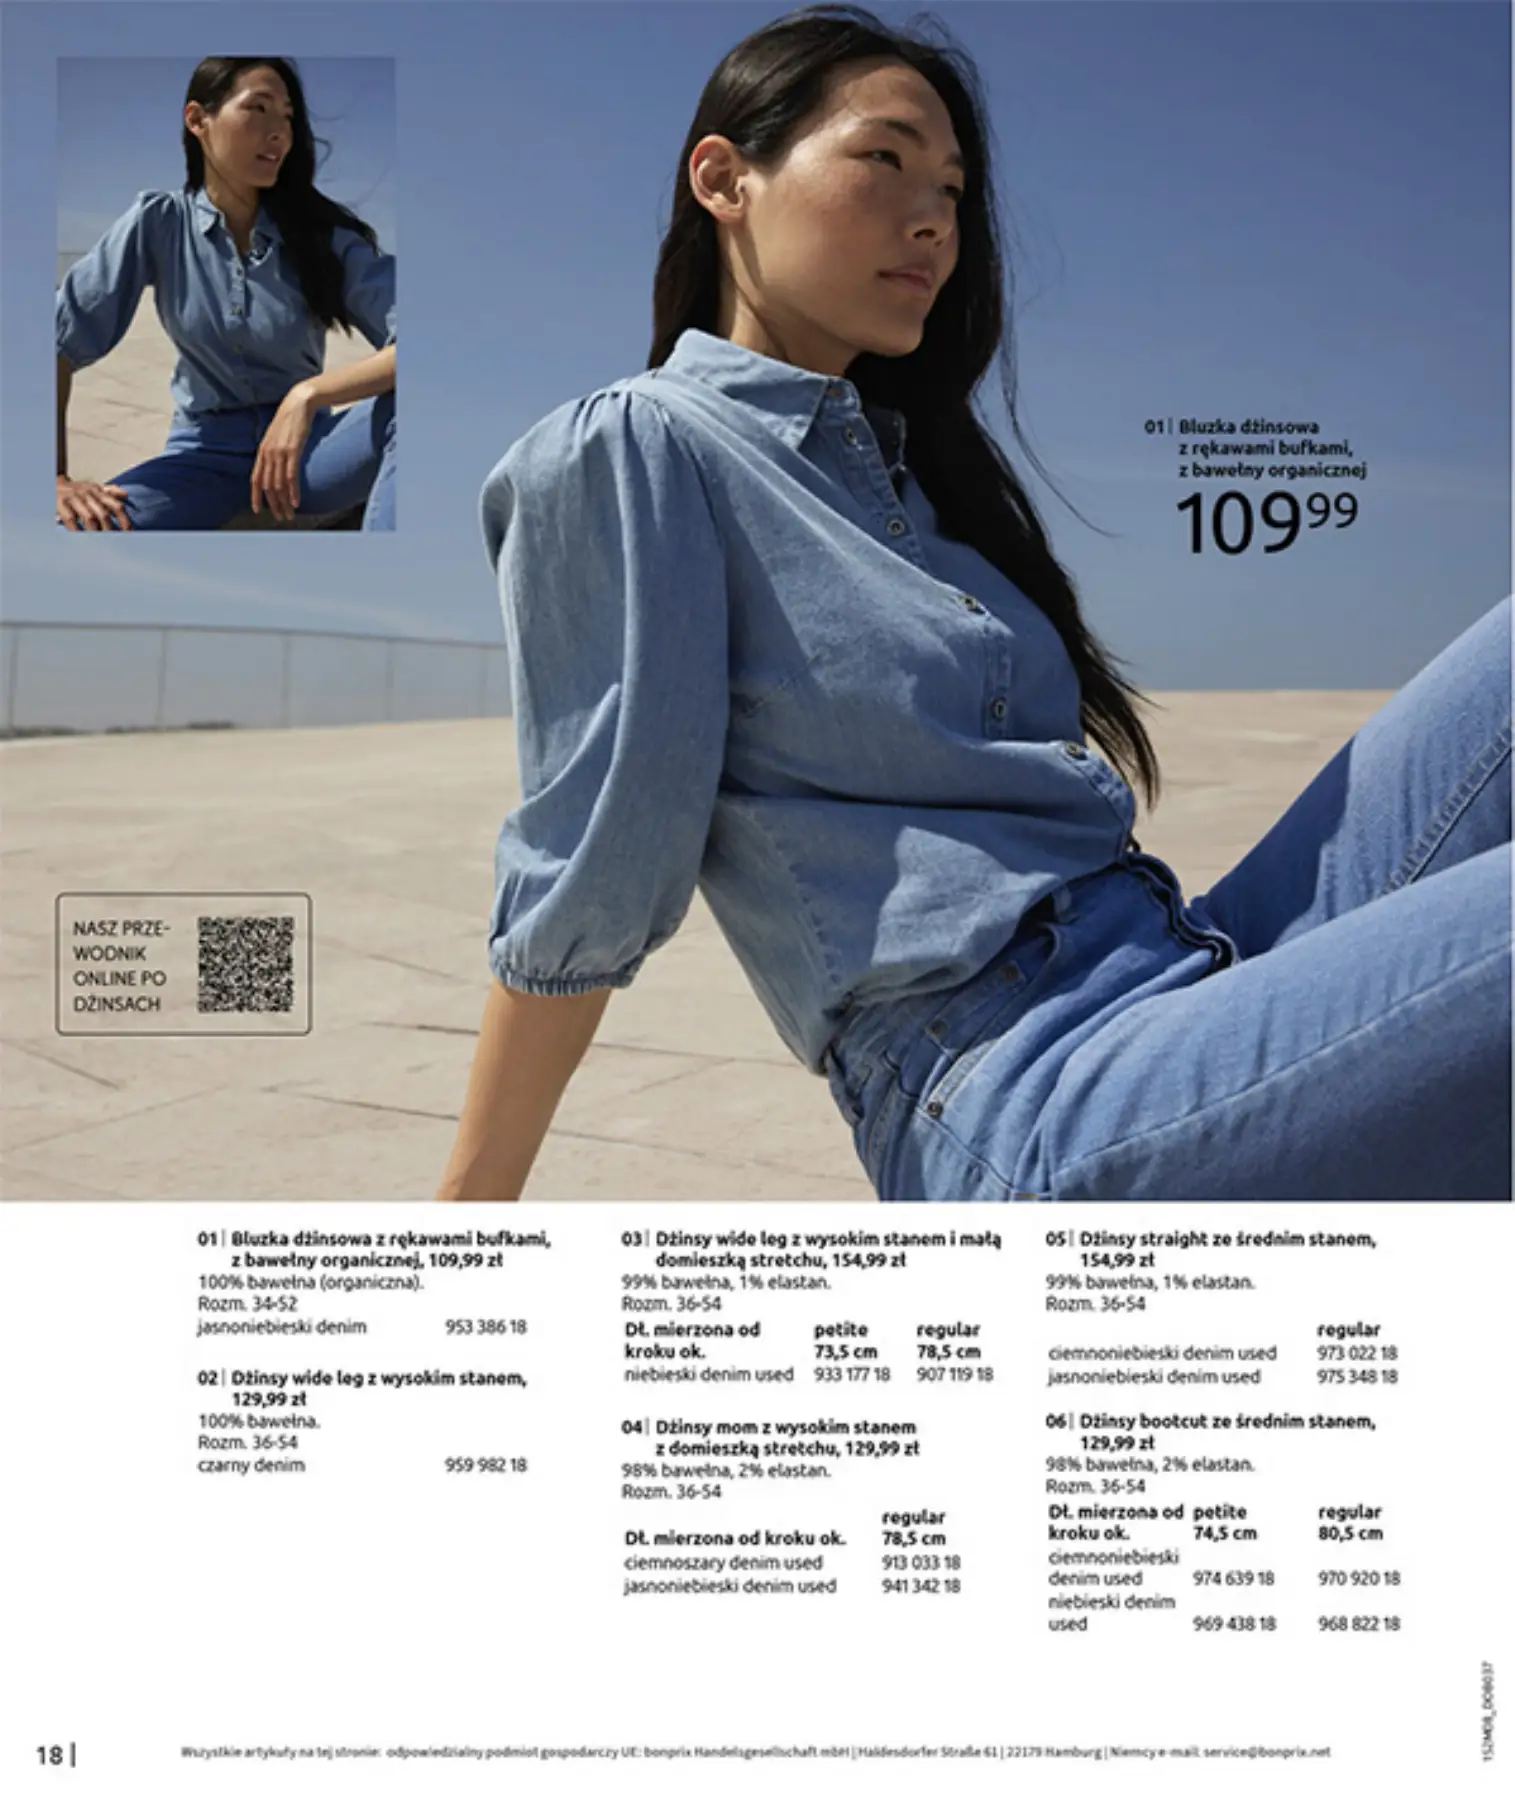 01 | Bluzka dżinsowa
z rękawami bufkami,
z bawełny organicznej
109⁹⁹
NASZ PRZE-
WODNIK
ONLINE PO
DŻINSACH
01 | Bluzka dżinsowa z rękawami bufkami,
z bawełny organicznej, 109,99 zł
100% bawełna (organiczna).
Rozm. 34-52
jasnoniebieski denim 953 386 18
02 | Dżinsy wide leg z wysokim stanem,
129,99 zł
100% bawełna.
Rozm. 36-54
czarny denim 959 982 18
03 | Dżinsy wide leg z wysokim stanem i małą
domieszką stretchu, 154,99 zł
99% bawełna, 1% elastan.
Rozm. 36-54
Dł. mierzona od petite regular
kroku ok. 73,5 cm 78,5 cm
niebieski denim used 933 177 18 907 119 18
04 | Dżinsy mom z wysokim stanem
z domieszką stretchu, 129,99 zł
98% bawełna, 2% elastan.
Rozm. 36-54
regular
Dł. mierzona od kroku ok. 78,5 cm
ciemnoszary denim used 913 033 18
jasnoniebieski denim used 941 342 18
05 | Dżinsy straight ze średnim stanem,
154,99 zł
99% bawełna, 1% elastan.
Rozm. 36-54
regular
ciemnoniebieski denim used 973 022 18
jasnoniebieski denim used 975 348 18
06 | Dżinsy bootcut ze średnim stanem,
129,99 zł
98% bawełna, 2% elastan.
Rozm. 36-54
Dł. mierzona od petite regular
kroku ok. 74,5 cm 80,5 cm
ciemnoniebieski
denim used 974 639 18 970 920 18
niebieski denim
used 969 438 18 968 822 18
152M08_DOB037
18 |
Wszystkie artykuły na tej stronie: odpowiedzialny podmiot gospodarczy UE: bonprix Handelsgesellschaft mbH | Haldesdorfer Straße 61 | 22179 Hamburg | Niemcy e-mail: service@bonprix.net